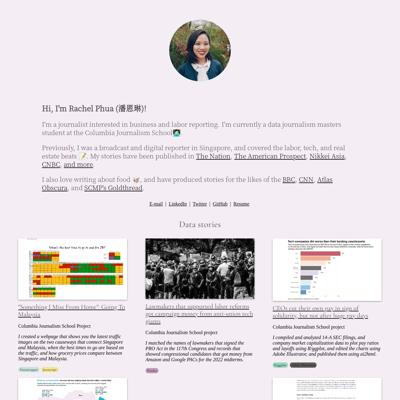 Hi, I'm Rachel Phua (潘恩琳)!
I'm a journalist interested in business and labor reporting. I'm currently a data journalism masters
student at the Columbia Journalism School
Previously, I was a broadcast and digital reporter in Singapore, and covered the labor, tech, and real
estate beats. My stories have been published in The Nation, The American Prospect, Nikkei Asia,
CNBC, and more.
I also love writing about food, and have produced stories for the likes of the BBC, CNN, Atlas
Obscura, and SCMP's Goldthread.
E-mail | LinkedIn | Twitter | GitHub | Resume
Data stories
"Something I Miss From Home": Going To
Malaysia
Columbia Journalism School Project
I created a webpage that shows you the latest traffic
images on the two causeways that connect Singapore
and Malaysia, when the best times to go are based on
the traffic, and how grocery prices compare between
Singapore and Malaysia.
Lawmakers that supported labor reforms
got campaign money from anti-union tech
giants
Columbia Journalism School project
I matched the names of lawmakers that signed the
PRO Act in the 117th Congress and records that
showed congressional candidates that got money from
Amazon and Google PACs for the 2022 midterms.
Tech companies did worse than their banking counterparts
CEOs cut their own pay in sign of
solidarity, but not after huge pay days
Columbia Journalism School project
I compiled and analyzed 14-A SEC filings, and
company market capitalization data to plot pay ratios
and layoffs using R/ggplot, and edited the charts using
Adobe Illustrator, and published them using ai2html.